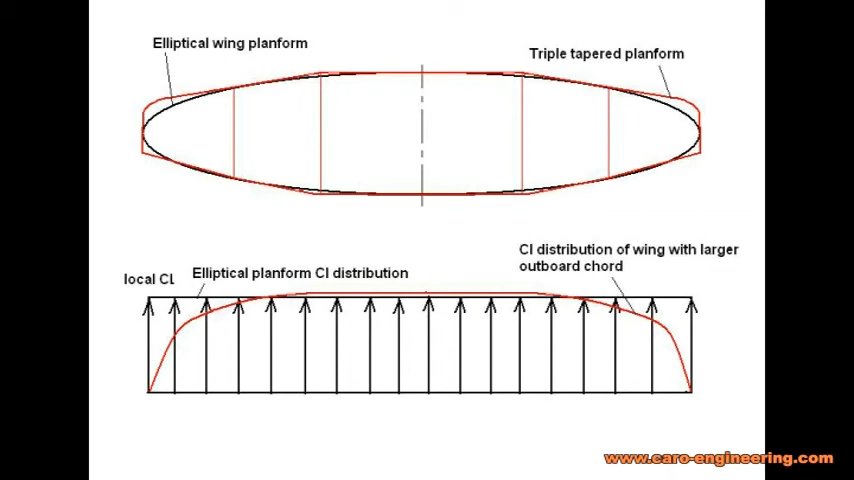 Elliptical wing planform
Triple tapered planform
Cl distribution of wing with larger
outboard chord
local CL
Elliptical planform Cl distribution
www.caro-engineering.com